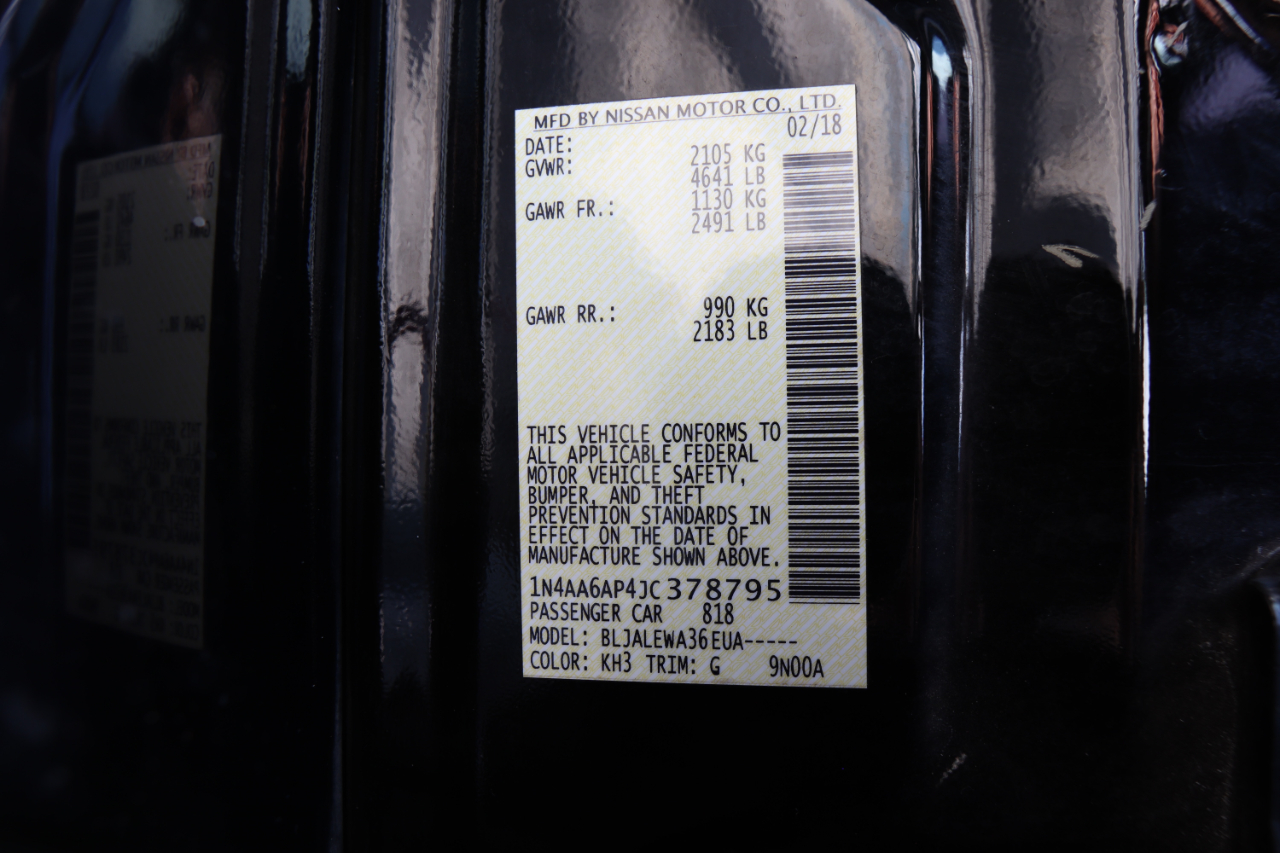 MFD BY NISSAN MOTOR CO., LTD.
DATE: 02/18
GVWR: 2105 KG
4641 LB
GAWR FR.: 1130 KG
2491 LB
GAWR RR.: 990 KG
2183 LB
THIS VEHICLE CONFORMS TO
ALL APPLICABLE FEDERAL
MOTOR VEHICLE SAFETY,
BUMPER, AND THEFT
PREVENTION STANDARDS IN
EFFECT ON THE DATE OF
MANUFACTURE SHOWN ABOVE.
1N4AA6AP4JC378795
PASSENGER CAR 818
MODEL: BLJALEWA36EUA-----
COLOR: KH3 TRIM: G 9N00A